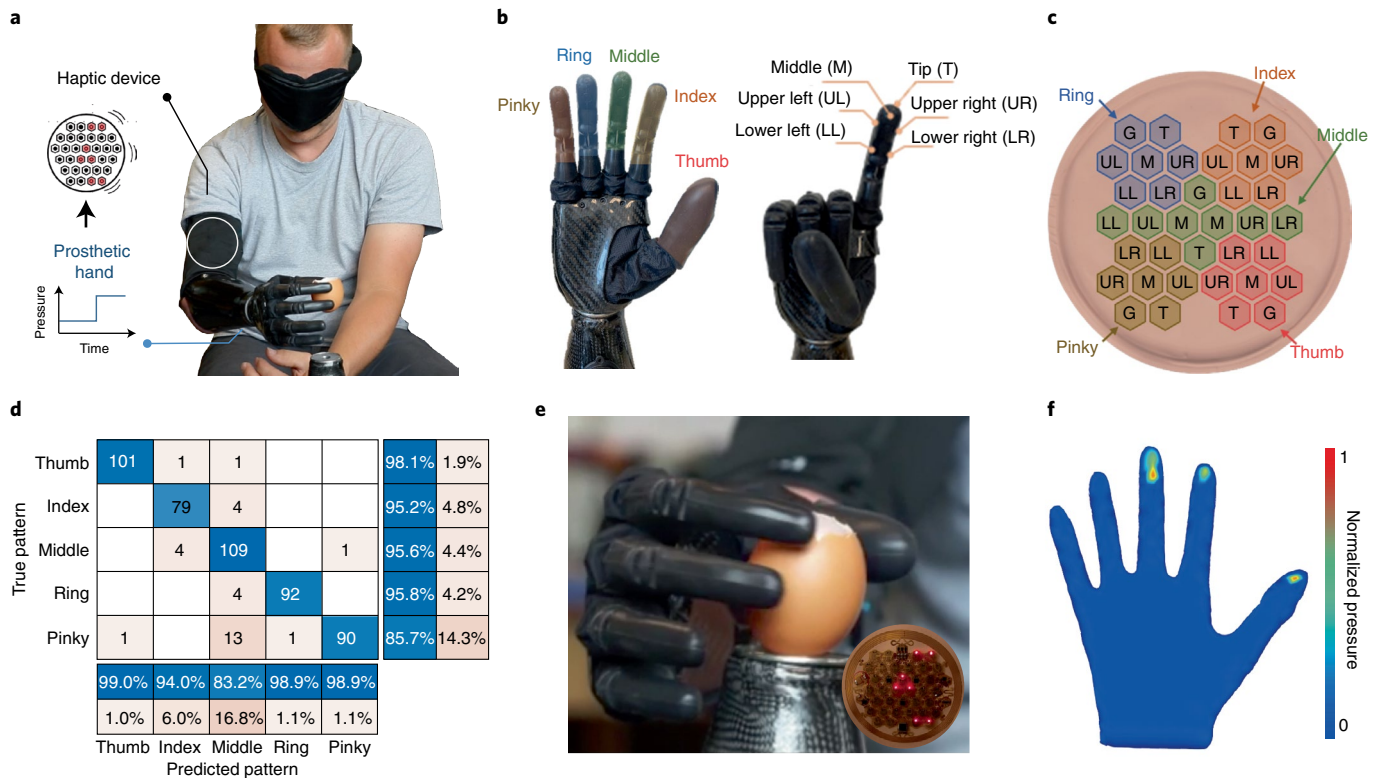 a
Haptic device
Prosthetic
hand
Pressure
Time
b
Ring
Middle
Pinky
Index
Thumb
Middle (M)
Tip (T)
Upper left (UL)
Upper right (UR)
Lower left (LL)
Lower right (LR)
c
Index
Ring
Middle
G T T G
UL M UR UL M UR
LL LR G LL LR
LL UL M M UR LR
LR LL T LR LL
UR M UL UR M UL
G T T G
Pinky
Thumb
d
True pattern
Thumb 101 1 1 98.1% 1.9%
Index 79 4 95.2% 4.8%
Middle 4 109 1 95.6% 4.4%
Ring 4 92 95.8% 4.2%
Pinky 1 13 1 90 85.7% 14.3%
99.0% 94.0% 83.2% 98.9% 98.9%
1.0% 6.0% 16.8% 1.1% 1.1%
Thumb Index Middle Ring Pinky
Predicted pattern
e
f
1
Normalized pressure
0